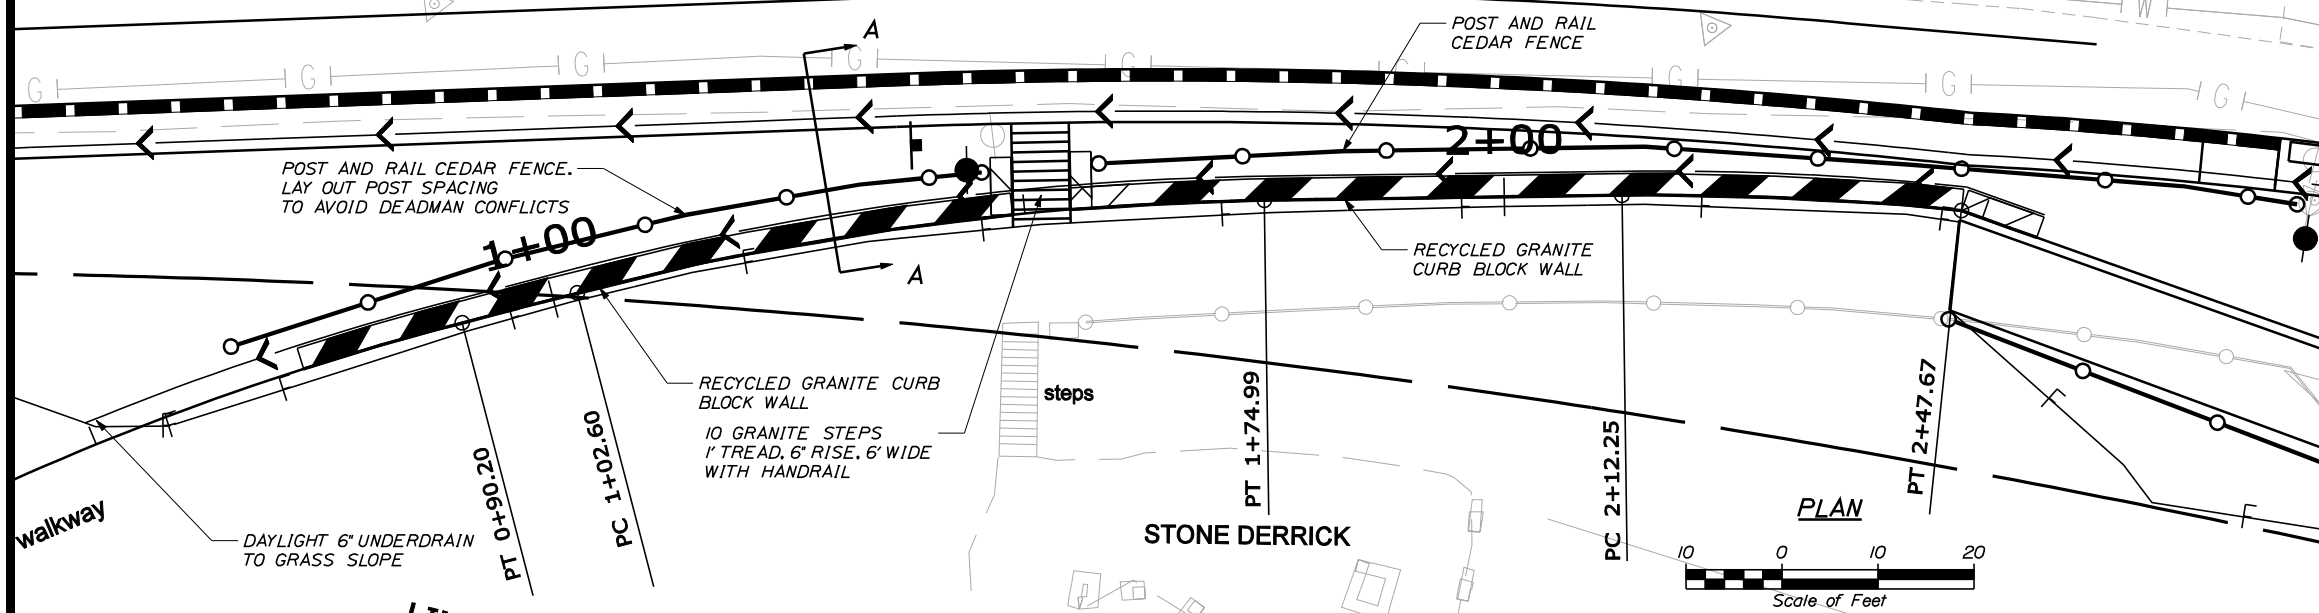 POST AND RAIL
CEDAR FENCE
A
G G G G G G G G G
W
POST AND RAIL CEDAR FENCE.
LAY OUT POST SPACING
TO AVOID DEADMAN CONFLICTS
2+00
1+00
A
RECYCLED GRANITE
CURB BLOCK WALL
RECYCLED GRANITE CURB
BLOCK WALL
10 GRANITE STEPS
1' TREAD, 6" RISE, 6' WIDE
WITH HANDRAIL
steps
walkway
DAYLIGHT 6" UNDERDRAIN
TO GRASS SLOPE
PT 0+90.20
PC 1+02.60
PT 1+74.99
PC 2+12.25
PT 2+47.67
STONE DERRICK
PLAN
10 0 10 20
Scale of Feet